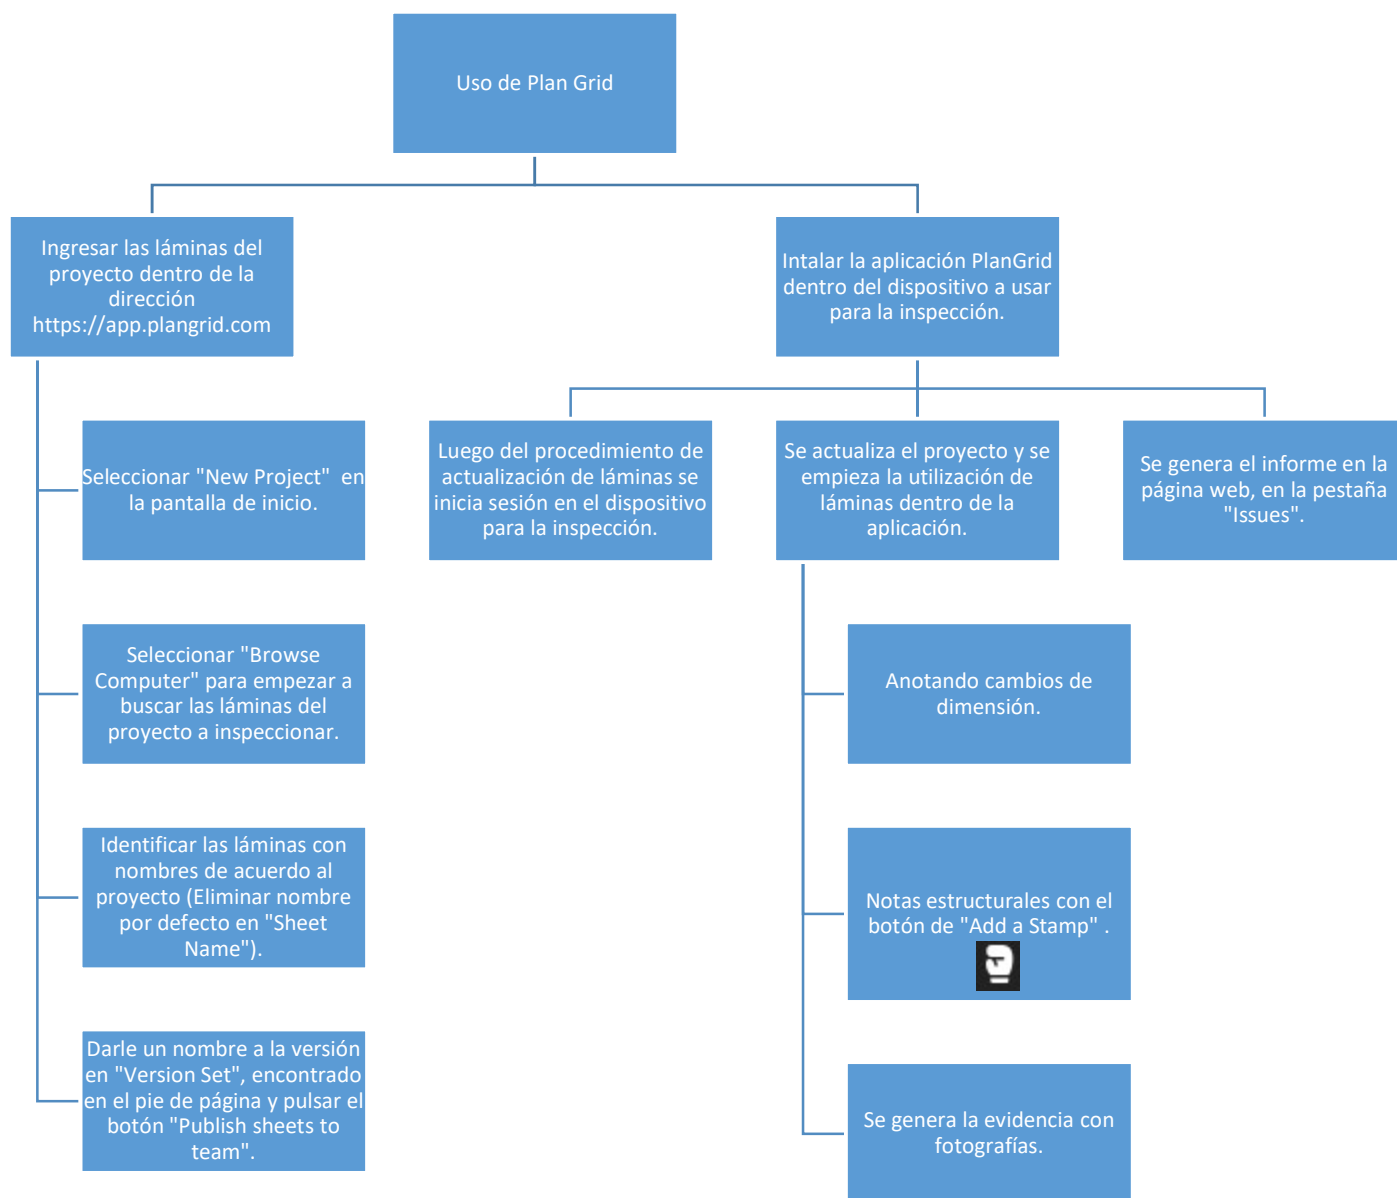 Uso de Plan Grid
Ingresar las láminas del
proyecto dentro de la
dirección
https://app.plangrid.com
Seleccionar "New Project"  en
la pantalla de inicio.
Seleccionar "Browse
Computer" para empezar a
buscar las láminas del
proyecto a inspeccionar.
Identificar las láminas con
nombres de acuerdo al
proyecto (Eliminar nombre
por defecto en "Sheet
Name").
Darle un nombre a la versión
en "Version Set", encontrado
en el pie de página y pulsar el
botón "Publish sheets to
team".
Intalar la aplicación PlanGrid
dentro del dispositivo a usar
para la inspección.
Luego del procedimiento de
actualización de láminas se
inicia sesión en el dispositivo
para la inspección.
Se actualiza el proyecto y se
empieza la utilización de
láminas dentro de la
aplicación.
Anotando cambios de
dimensión.
Notas estructurales con el
botón de "Add a Stamp" .
Se genera la evidencia con
fotografías.
Se genera el informe en la
página web, en la pestaña
"Issues".